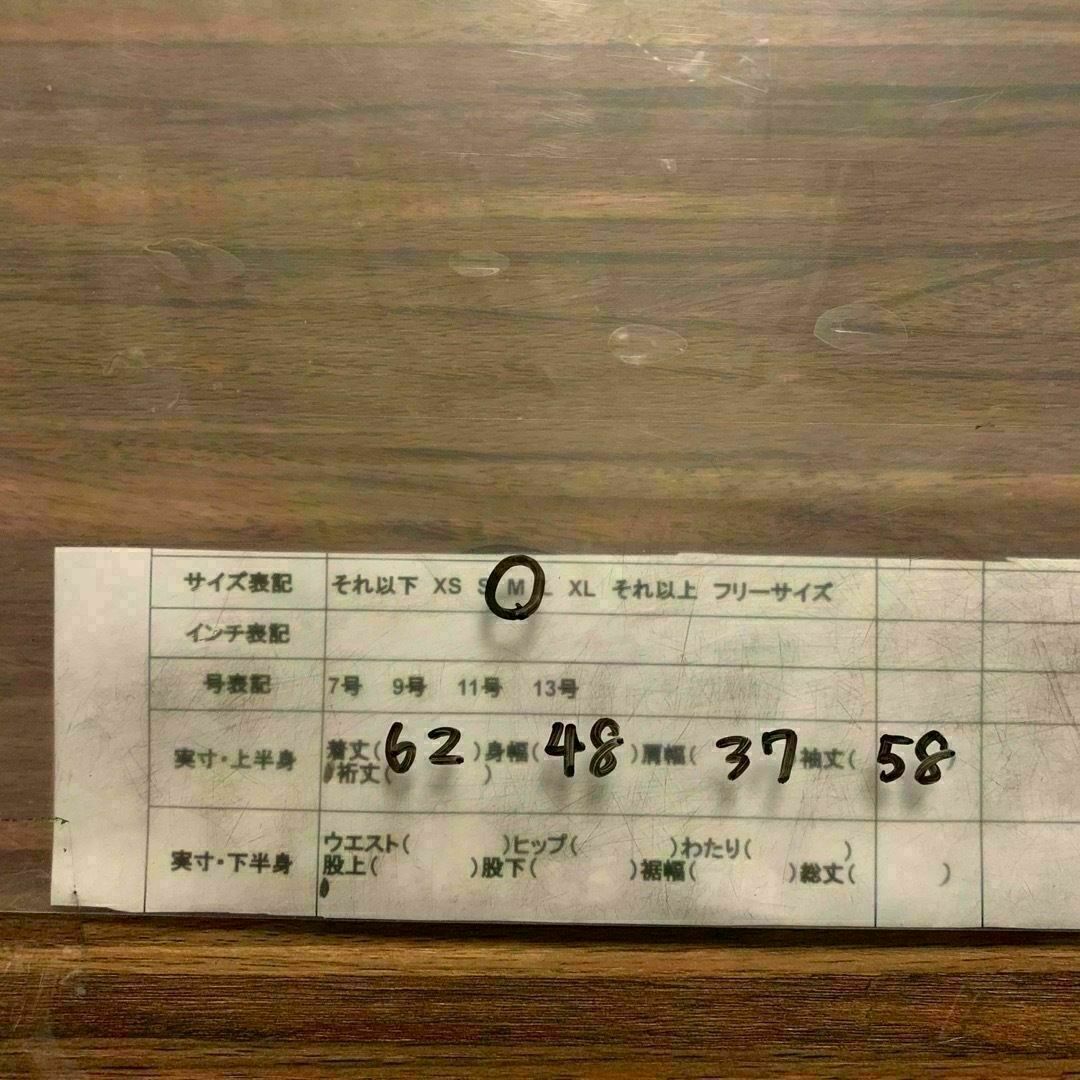 サイズ表記 それ以下 XS S M L XL それ以上 フリーサイズ
インチ表記
号表記 7号 9号 11号 13号
実寸・上半身 着丈( 62 )身幅( 48 )肩幅( 37 )袖丈( 58 )
裄丈( )
実寸・下半身 ウエスト( )ヒップ( )わたり( )
股上( )股下( )裾幅( )総丈( )